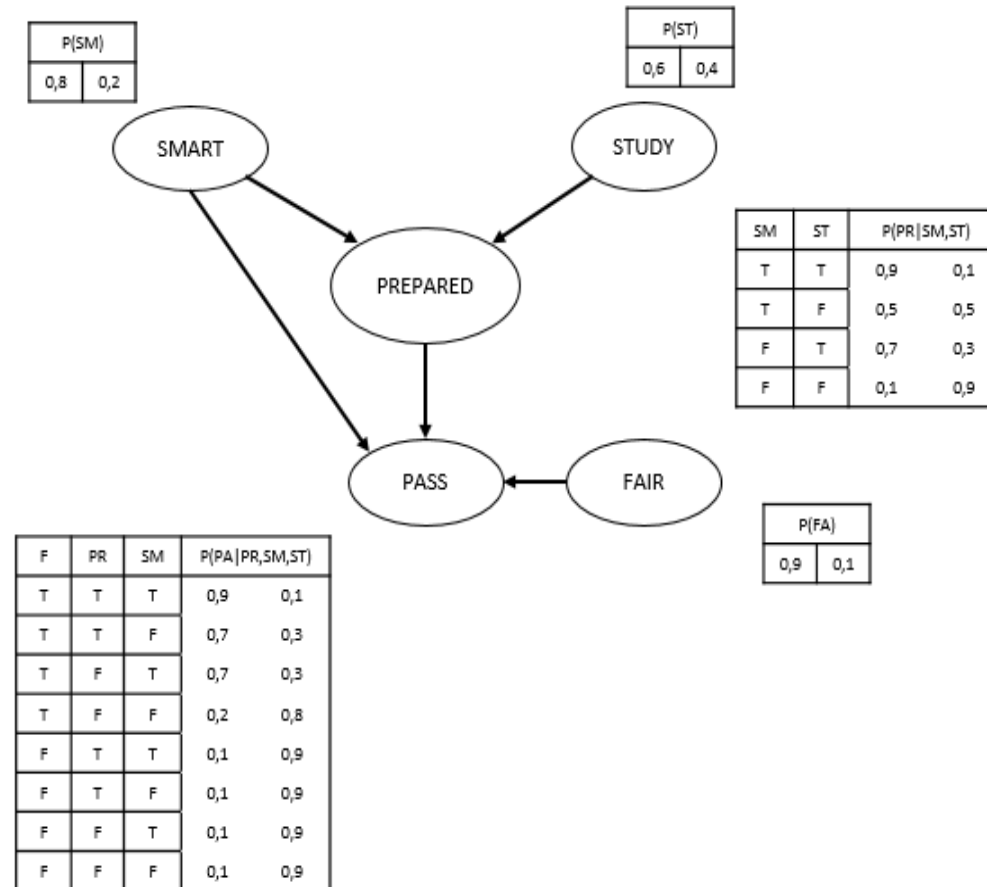 P(SM)
0,8 0,2
P(ST)
0,6 0,4
SMART
STUDY
PREPARED
SM ST P(PR|SM,ST)
T T 0,9 0,1
T F 0,5 0,5
F T 0,7 0,3
F F 0,1 0,9
PASS
FAIR
P(FA)
0,9 0,1
F PR SM P(PA|PR,SM,ST)
T T T 0,9 0,1
T T F 0,7 0,3
T F T 0,7 0,3
T F F 0,2 0,8
F T T 0,1 0,9
F T F 0,1 0,9
F F T 0,1 0,9
F F F 0,1 0,9